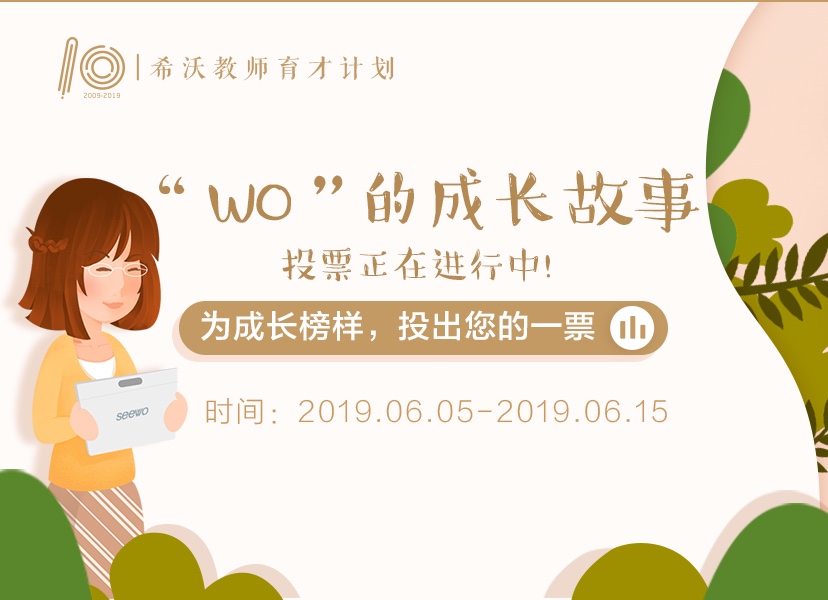 10 | 希沃教师育才计划
2009-2019
“wo”的成长故事
投票正在进行中!
为成长榜样，投出您的一票
seewo
时间：2019.06.05-2019.06.15